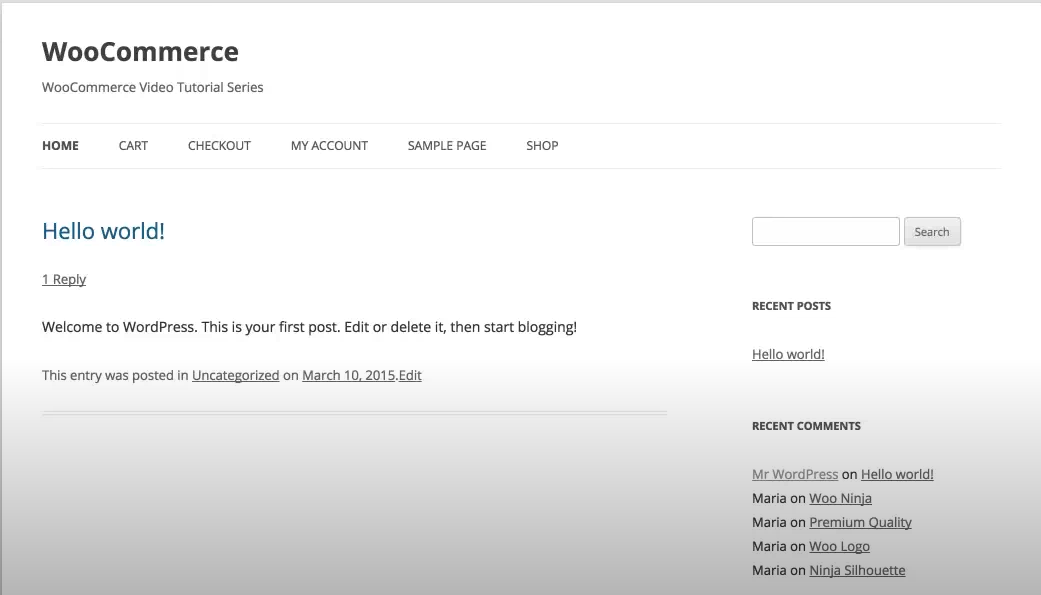 WooCommerce
WooCommerce Video Tutorial Series
HOME CART CHECKOUT MY ACCOUNT SAMPLE PAGE SHOP
Hello world!
1 Reply
Welcome to WordPress. This is your first post. Edit or delete it, then start blogging!
This entry was posted in Uncategorized on March 10, 2015.Edit
Search
RECENT POSTS
Hello world!
RECENT COMMENTS
Mr WordPress on Hello world!
Maria on Woo Ninja
Maria on Premium Quality
Maria on Woo Logo
Maria on Ninja Silhouette